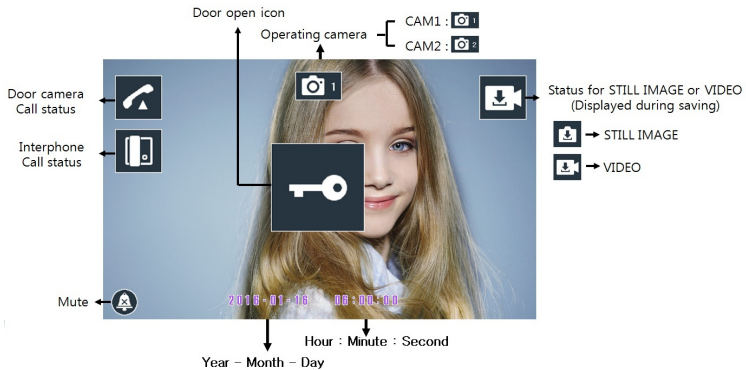 Door open icon
Operating camera
CAM1 : 1
CAM2 : 2
1
Door camera
Call status
Interphone
Call status
Status for STILL IMAGE or VIDEO
(Displayed during saving)
STILL IMAGE
VIDEO
Mute
2016-01-16 06:00:00
Hour : Minute : Second
Year - Month - Day